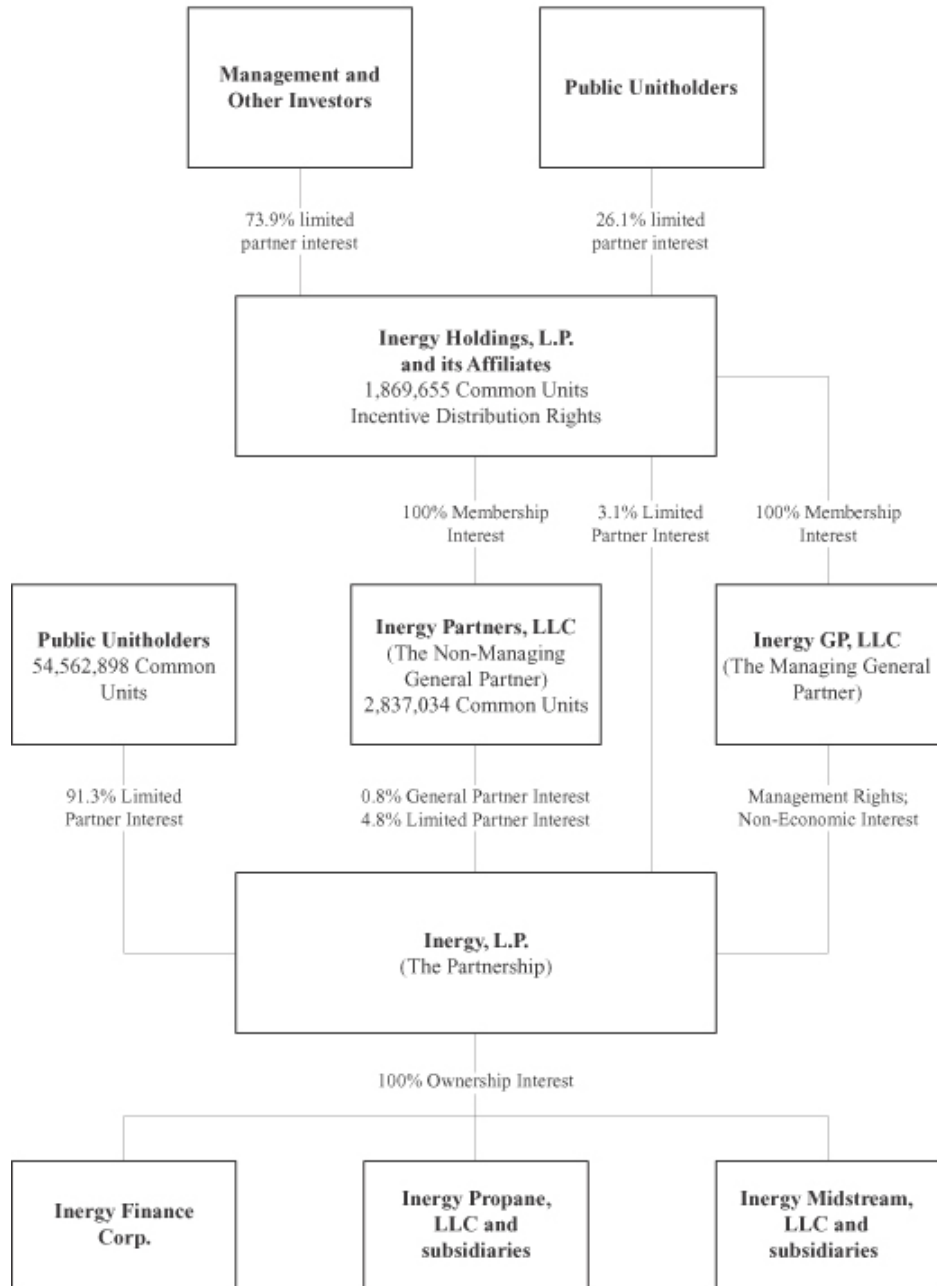 Management and
Other Investors
Public Unitholders
73.9% limited
partner interest
26.1% limited
partner interest
Inergy Holdings, L.P.
and its Affiliates
1,869,655 Common Units
Incentive Distribution Rights
100% Membership
Interest
3.1% Limited
Partner Interest
100% Membership
Interest
Public Unitholders
54,562,898 Common
Units
Inergy Partners, LLC
(The Non-Managing
General Partner)
2,837,034 Common Units
Inergy GP, LLC
(The Managing General
Partner)
91.3% Limited
Partner Interest
0.8% General Partner Interest
4.8% Limited Partner Interest
Management Rights;
Non-Economic Interest
Inergy, L.P.
(The Partnership)
100% Ownership Interest
Inergy Finance
Corp.
Inergy Propane,
LLC and
subsidiaries
Inergy Midstream,
LLC and
subsidiaries